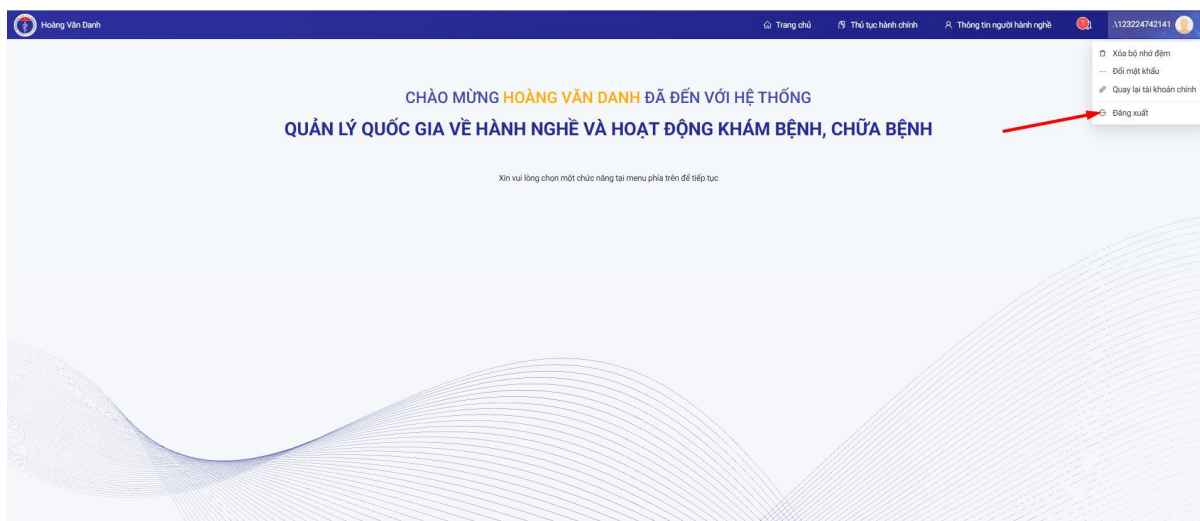 Hoàng Văn Danh
Trang chủ
Thủ tục hành chính
Thông tin người hành nghề
1
.\123224742141
Xóa bộ nhớ đệm
Đổi mật khẩu
Quay lại tài khoản chính
Đăng xuất
CHÀO MỪNG HOÀNG VĂN DANH ĐÃ ĐẾN VỚI HỆ THỐNG
QUẢN LÝ QUỐC GIA VỀ HÀNH NGHỀ VÀ HOẠT ĐỘNG KHÁM BỆNH, CHỮA BỆNH
Xin vui lòng chọn một chức năng tại menu phía trên để tiếp tục